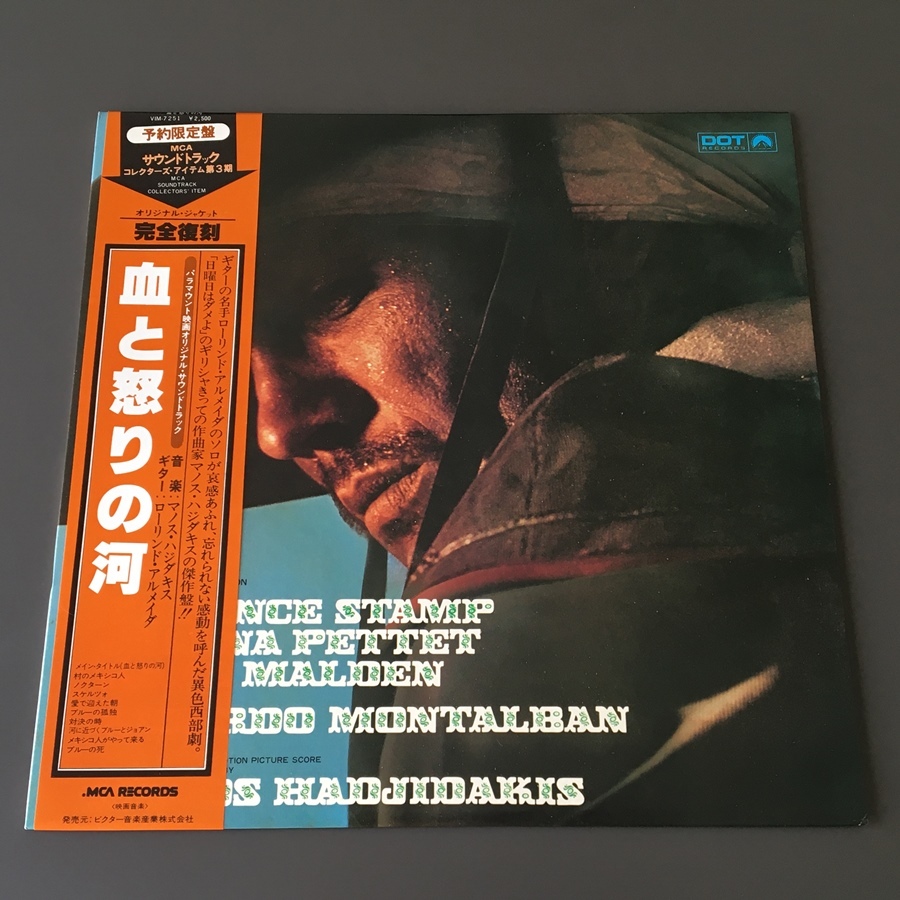 VIM-7251 ¥2,500
予約限定盤
MCA
サウンドトラック
コレクターズ・アイテム第3期
MCA
SOUNDTRACK
COLLECTORS' ITEM
オリジナル・ジャケット
完全復刻
ギターの名手ローリンド・アルメイダのソロが哀感あふれ、忘れられない感動を呼んだ異色西部劇。
「日曜日はダメよ」のギリシャきっての作曲家マノス・ハジダキスの傑作盤!!
パラマウント映画オリジナル・サウンドトラック
音楽:マノス・ハジダキス
ギター:ローリンド・アルメイダ
血と怒りの河
メイン・タイトル(血と怒りの河)
村のメキシコ人
ノクターン
スケルツォ
愛で迎えた朝
ブルーの孤独
対決の時
河に近づくブルーとジョアン
メキシコ人がやって来る
ブルーの死
MCA RECORDS
〈映画音楽〉
発売元:ビクター音楽産業株式会社
DOT
RECORDS
ON
NCE STAMP
NA PETTET
MALDEN
RDO MONTALBAN
TION PICTURE SCORE
BY
OS HADJIDAKIS